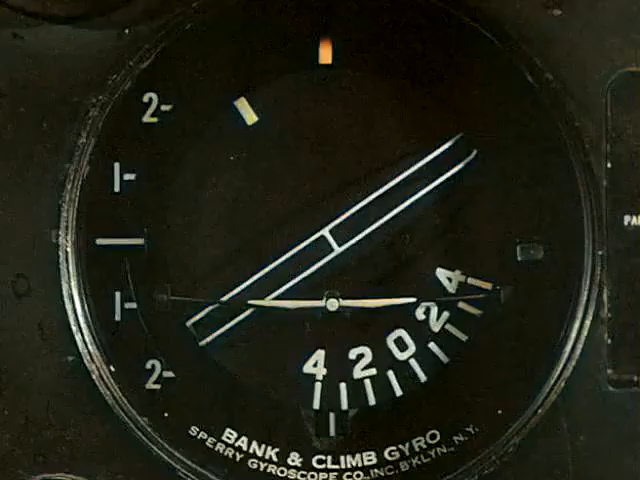 2-
1-
1-
2-
4 2 0 2 4
BANK & CLIMB GYRO
SPERRY GYROSCOPE CO., INC. B'KLYN., N.Y.